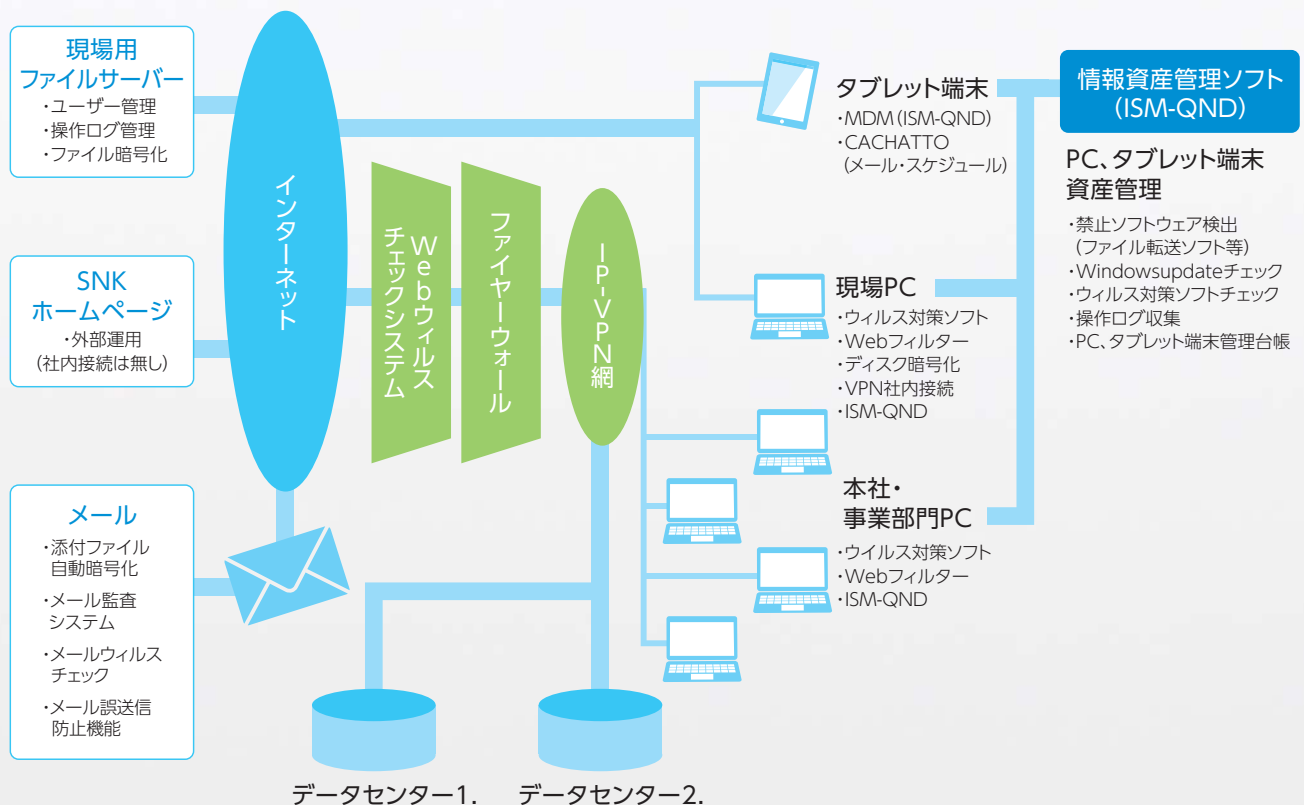 現場用
ファイルサーバー
・ユーザー管理
・操作ログ管理
・ファイル暗号化
SNK
ホームページ
・外部運用
(社内接続は無し)
メール
・添付ファイル
自動暗号化
・メール監査
システム
・メールウィルス
チェック
・メール誤送信
防止機能
インターネット
Webウィルス
チェックシステム
ファイヤーウォール
IP-VPN網
データセンター1.
データセンター2.
タブレット端末
・MDM(ISM-QND)
・CACHATTO
(メール・スケジュール)
現場PC
・ウィルス対策ソフト
・Webフィルター
・ディスク暗号化
・VPN社内接続
・ISM-QND
本社・
事業部門PC
・ウイルス対策ソフト
・Webフィルター
・ISM-QND
情報資産管理ソフト
(ISM-QND)
PC、タブレット端末
資産管理
・禁止ソフトウェア検出
(ファイル転送ソフト等)
・Windowsupdateチェック
・ウィルス対策ソフトチェック
・操作ログ収集
・PC、タブレット端末管理台帳